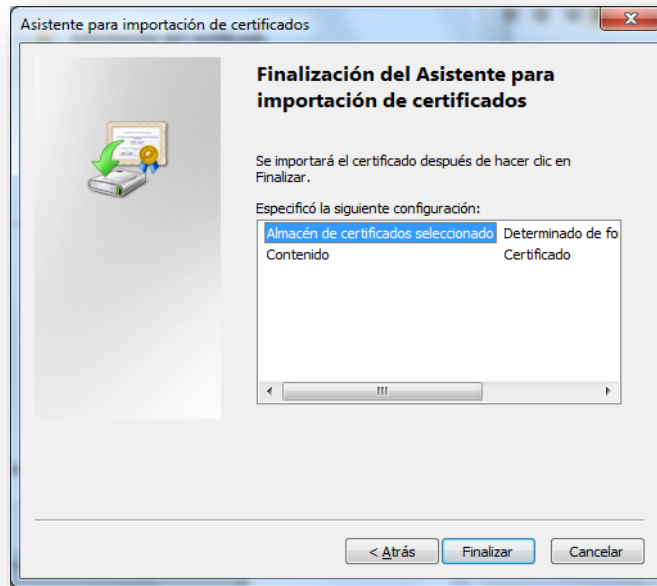 Asistente para importación de certificados
Finalización del Asistente para
importación de certificados
Se importará el certificado después de hacer clic en
Finalizar.
Especificó la siguiente configuración:
Almacén de certificados seleccionado Determinado de fo
Contenido Certificado
< Atrás Finalizar Cancelar